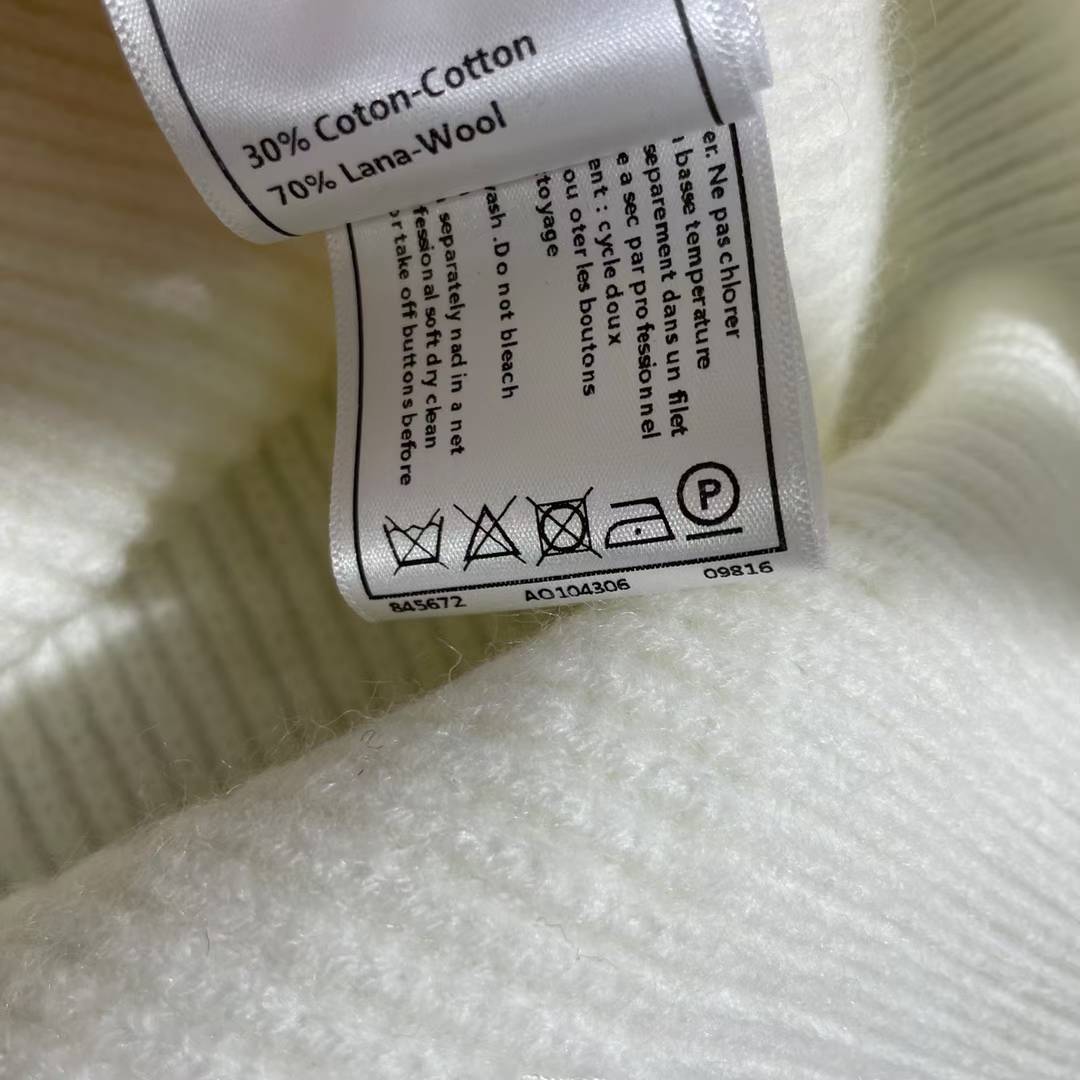 30% Coton-Cotton
70% Lana-Wool
er. Ne pas chlorer
basse temperature
separement dans un filet
e a sec par professionnel
ent : cycle doux
ou oter les boutons
toyage
ash .Do not bleach
separately nad in a net
fessional soft dry clean
r take off buttons before
P
845672 AO104306 09816